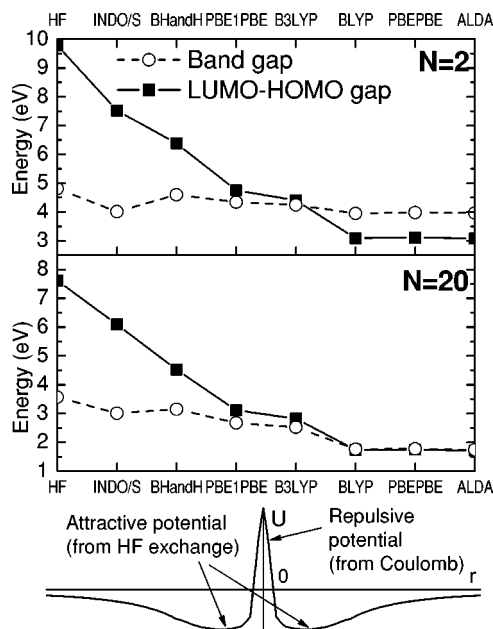 HF INDO/S BHandH PBE1PBE B3LYP BLYP PBEPBE ALDA
10
9
8
7
6
5
4
3
Energy (eV)
Band gap
LUMO-HOMO gap
N=2
8
7
6
5
4
3
2
1
Energy (eV)
N=20
HF INDO/S BHandH PBE1PBE B3LYP BLYP PBEPBE ALDA
Attractive potential
(from HF exchange)
U
Repulsive
potential
(from Coulomb)
0
r